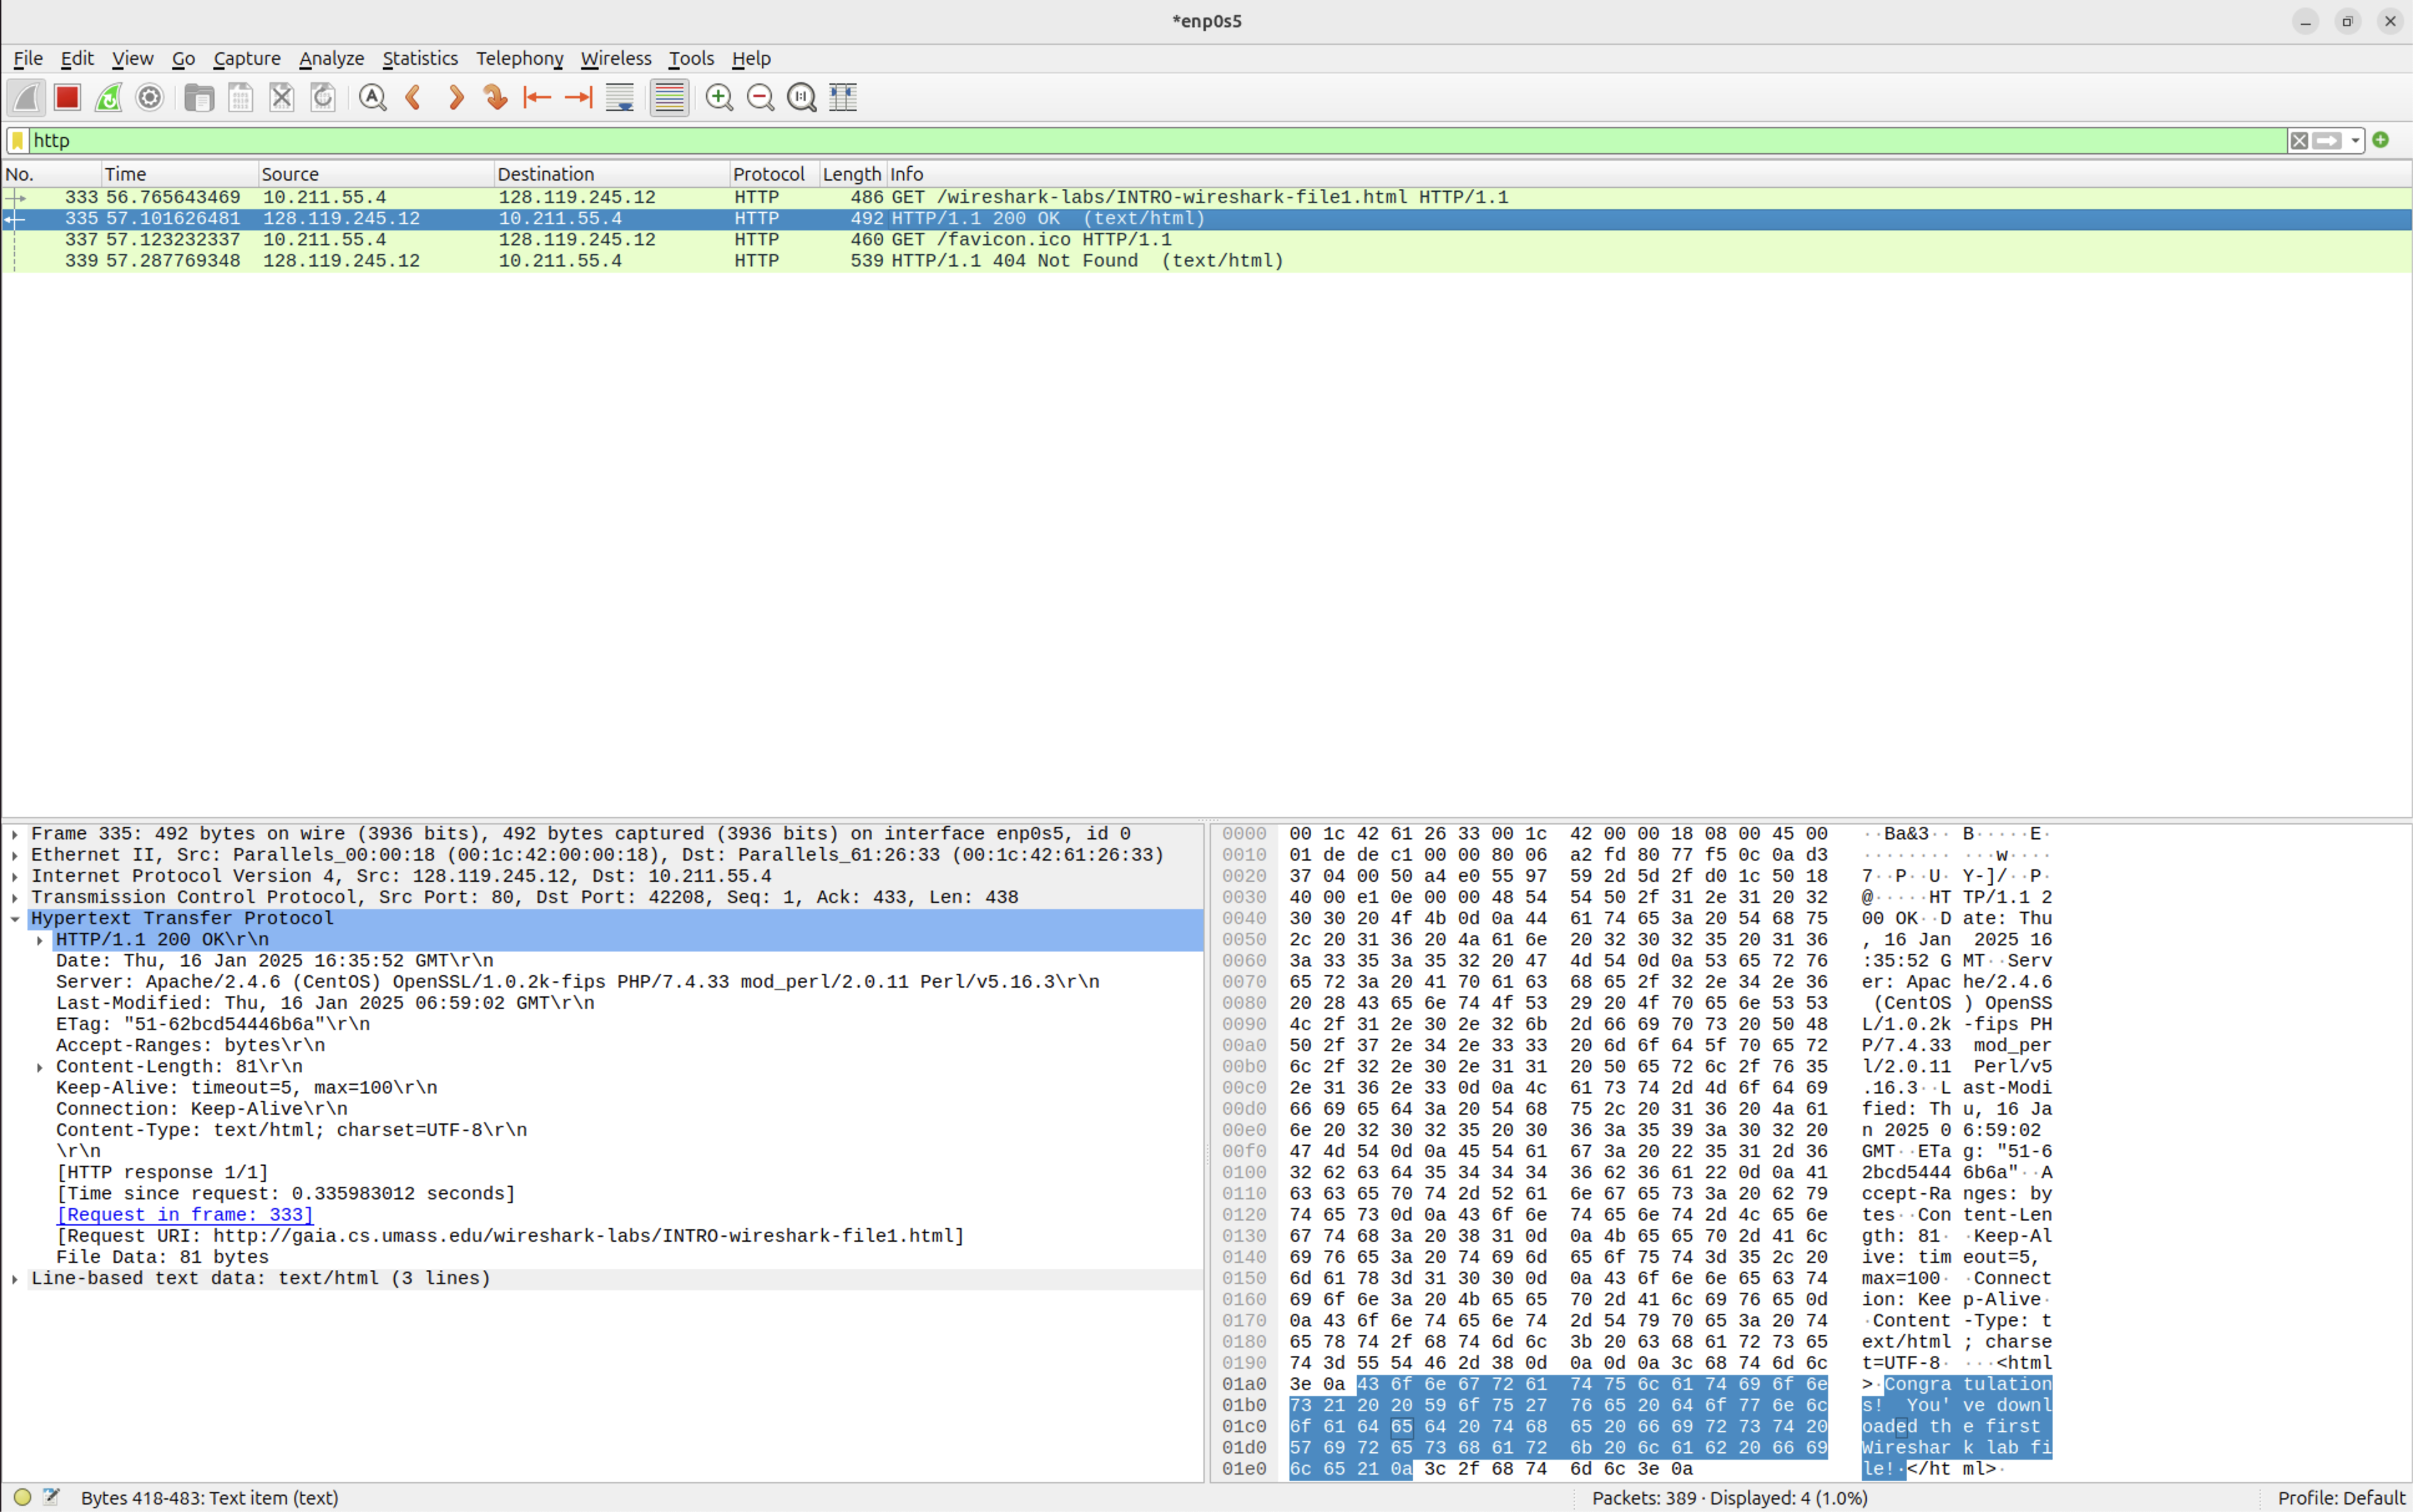 *enp0s5
File Edit View Go Capture Analyze Statistics Telephony Wireless Tools Help
http
No. Time Source Destination Protocol Length Info
333 56.765643469 10.211.55.4 128.119.245.12 HTTP 486 GET /wireshark-labs/INTRO-wireshark-file1.html HTTP/1.1
335 57.101626481 128.119.245.12 10.211.55.4 HTTP 492 HTTP/1.1 200 OK  (text/html)
337 57.123232337 10.211.55.4 128.119.245.12 HTTP 460 GET /favicon.ico HTTP/1.1
339 57.287769348 128.119.245.12 10.211.55.4 HTTP 539 HTTP/1.1 404 Not Found  (text/html)
Frame 335: 492 bytes on wire (3936 bits), 492 bytes captured (3936 bits) on interface enp0s5, id 0
Ethernet II, Src: Parallels_00:00:18 (00:1c:42:00:00:18), Dst: Parallels_61:26:33 (00:1c:42:61:26:33)
Internet Protocol Version 4, Src: 128.119.245.12, Dst: 10.211.55.4
Transmission Control Protocol, Src Port: 80, Dst Port: 42208, Seq: 1, Ack: 433, Len: 438
Hypertext Transfer Protocol
HTTP/1.1 200 OK\r\n
Date: Thu, 16 Jan 2025 16:35:52 GMT\r\n
Server: Apache/2.4.6 (CentOS) OpenSSL/1.0.2k-fips PHP/7.4.33 mod_perl/2.0.11 Perl/v5.16.3\r\n
Last-Modified: Thu, 16 Jan 2025 06:59:02 GMT\r\n
ETag: "51-62bcd54446b6a"\r\n
Accept-Ranges: bytes\r\n
Content-Length: 81\r\n
Keep-Alive: timeout=5, max=100\r\n
Connection: Keep-Alive\r\n
Content-Type: text/html; charset=UTF-8\r\n
\r\n
[HTTP response 1/1]
[Time since request: 0.335983012 seconds]
[Request in frame: 333]
[Request URI: http://gaia.cs.umass.edu/wireshark-labs/INTRO-wireshark-file1.html]
File Data: 81 bytes
Line-based text data: text/html (3 lines)
0000 00 1c 42 61 26 33 00 1c 42 00 00 18 08 00 45 00 ··Ba&3·· B·····E·
0010 01 de de c1 00 00 80 06 a2 fd 80 77 f5 0c 0a d3 ········ ···w····
0020 37 04 00 50 a4 e0 55 97 59 2d 5d 2f d0 1c 50 18 7··P··U· Y-]/··P·
0030 40 00 e1 0e 00 00 48 54 54 50 2f 31 2e 31 20 32 @·····HT TP/1.1 2
0040 30 30 20 4f 4b 0d 0a 44 61 74 65 3a 20 54 68 75 00 OK··D ate: Thu
0050 2c 20 31 36 20 4a 61 6e 20 32 30 32 35 20 31 36 , 16 Jan  2025 16
0060 3a 33 35 3a 35 32 20 47 4d 54 0d 0a 53 65 72 76 :35:52 G MT··Serv
0070 65 72 3a 20 41 70 61 63 68 65 2f 32 2e 34 2e 36 er: Apac he/2.4.6
0080 20 28 43 65 6e 74 4f 53 29 20 4f 70 65 6e 53 53  (CentOS ) OpenSS
0090 4c 2f 31 2e 30 2e 32 6b 2d 66 69 70 73 20 50 48 L/1.0.2k -fips PH
00a0 50 2f 37 2e 34 2e 33 33 20 6d 6f 64 5f 70 65 72 P/7.4.33  mod_per
00b0 6c 2f 32 2e 30 2e 31 31 20 50 65 72 6c 2f 76 35 l/2.0.11  Perl/v5
00c0 2e 31 36 2e 33 0d 0a 4c 61 73 74 2d 4d 6f 64 69 .16.3··L ast-Modi
00d0 66 69 65 64 3a 20 54 68 75 2c 20 31 36 20 4a 61 fied: Th u, 16 Ja
00e0 6e 20 32 30 32 35 20 30 36 3a 35 39 3a 30 32 20 n 2025 0 6:59:02
00f0 47 4d 54 0d 0a 45 54 61 67 3a 20 22 35 31 2d 36 GMT··ETa g: "51-6
0100 32 62 63 64 35 34 34 34 36 62 36 61 22 0d 0a 41 2bcd5444 6b6a"··A
0110 63 63 65 70 74 2d 52 61 6e 67 65 73 3a 20 62 79 ccept-Ra nges: by
0120 74 65 73 0d 0a 43 6f 6e 74 65 6e 74 2d 4c 65 6e tes··Con tent-Len
0130 67 74 68 3a 20 38 31 0d 0a 4b 65 65 70 2d 41 6c gth: 81· ·Keep-Al
0140 69 76 65 3a 20 74 69 6d 65 6f 75 74 3d 35 2c 20 ive: tim eout=5,
0150 6d 61 78 3d 31 30 30 0d 0a 43 6f 6e 6e 65 63 74 max=100· ·Connect
0160 69 6f 6e 3a 20 4b 65 65 70 2d 41 6c 69 76 65 0d ion: Kee p-Alive·
0170 0a 43 6f 6e 74 65 6e 74 2d 54 79 70 65 3a 20 74 ·Content -Type: t
0180 65 78 74 2f 68 74 6d 6c 3b 20 63 68 61 72 73 65 ext/html ; charse
0190 74 3d 55 54 46 2d 38 0d 0a 0d 0a 3c 68 74 6d 6c t=UTF-8· ···<html
01a0 3e 0a 43 6f 6e 67 72 61 74 75 6c 61 74 69 6f 6e >·Congra tulation
01b0 73 21 20 20 59 6f 75 27 76 65 20 64 6f 77 6e 6c s!  You' ve downl
01c0 6f 61 64 65 64 20 74 68 65 20 66 69 72 73 74 20 oaded th e first
01d0 57 69 72 65 73 68 61 72 6b 20 6c 61 62 20 66 69 Wireshar k lab fi
01e0 6c 65 21 0a 3c 2f 68 74 6d 6c 3e 0a le!·</ht ml>·
Bytes 418-483: Text item (text) Packets: 389 · Displayed: 4 (1.0%) Profile: Default